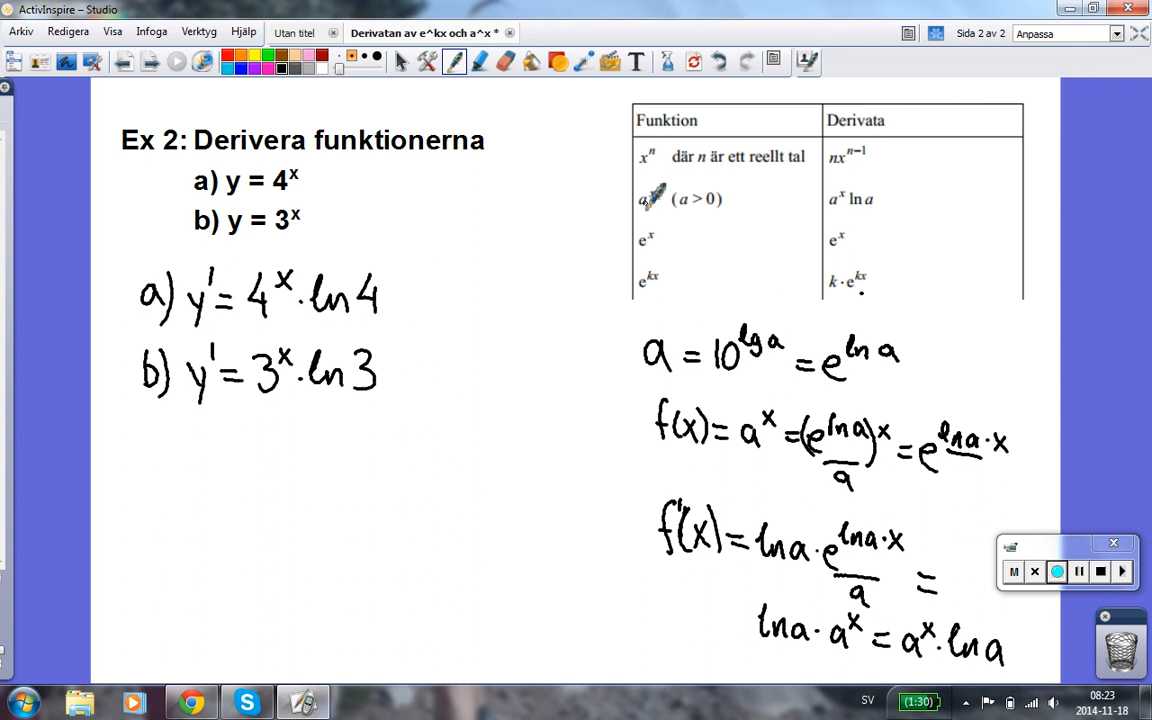 ActivInspire – Studio
Arkiv Redigera Visa Infoga Verktyg Hjälp
Utan titel
Derivatan av e^kx och a^x *
Sida 2 av 2
Anpassa
Ex 2: Derivera funktionerna
a) y = 4ˣ
b) y = 3ˣ
a) y' = 4ˣ · ln 4
b) y' = 3ˣ · ln 3
Funktion Derivata
xⁿ där n är ett reellt tal nxⁿ⁻¹
a (a > 0) aˣ ln a
eˣ eˣ
e^kx k · e^kx
a = 10^lg a = e^ln a
f(x) = aˣ = (e^ln a)ˣ = e^ln a · x
a
f'(x) = ln a · e^ln a · x =
a
ln a · aˣ = aˣ · ln a
M
SV
(1:30)
08:23
2014-11-18